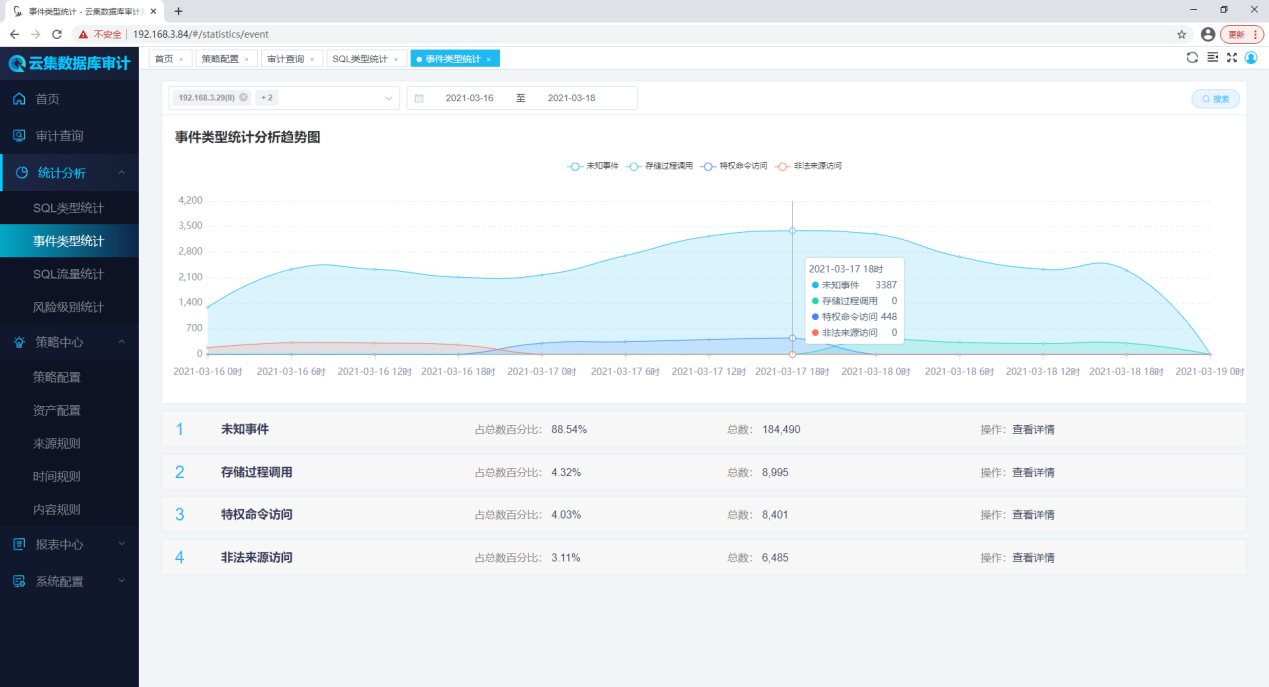 事件类型统计 - 云集数据库审计
不安全 192.168.3.84/#/statistics/event 更新
云集数据库审计
首页 策略配置 审计查询 SQL类型统计 事件类型统计
首页
审计查询
统计分析
SQL类型统计
事件类型统计
SQL流量统计
风险级别统计
策略中心
策略配置
资产配置
来源规则
时间规则
内容规则
报表中心
系统配置
192.168.3.29(II) + 2 2021-03-16 至 2021-03-18 搜索
事件类型统计分析趋势图
未知事件 存储过程调用 特权命令访问 非法来源访问
4,200
3,500
2,800
2,100
1,400
700
0
2021-03-17 18时
未知事件 3387
存储过程调用 0
特权命令访问 448
非法来源访问 0
2021-03-16 0时 2021-03-16 6时 2021-03-16 12时 2021-03-16 18时 2021-03-17 0时 2021-03-17 6时 2021-03-17 12时 2021-03-17 18时 2021-03-18 0时 2021-03-18 6时 2021-03-18 12时 2021-03-18 18时 2021-03-19 0时
1 未知事件 占总数百分比: 88.54% 总数: 184,490 操作: 查看详情
2 存储过程调用 占总数百分比: 4.32% 总数: 8,995 操作: 查看详情
3 特权命令访问 占总数百分比: 4.03% 总数: 8,401 操作: 查看详情
4 非法来源访问 占总数百分比: 3.11% 总数: 6,485 操作: 查看详情